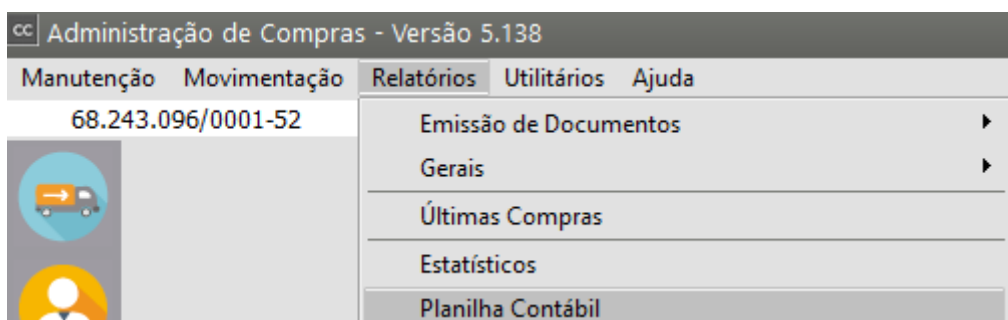 cc Administração de Compras - Versão 5.138
Manutenção Movimentação Relatórios Utilitários Ajuda
68.243.096/0001-52
Emissão de Documentos
Gerais
Últimas Compras
Estatísticos
Planilha Contábil